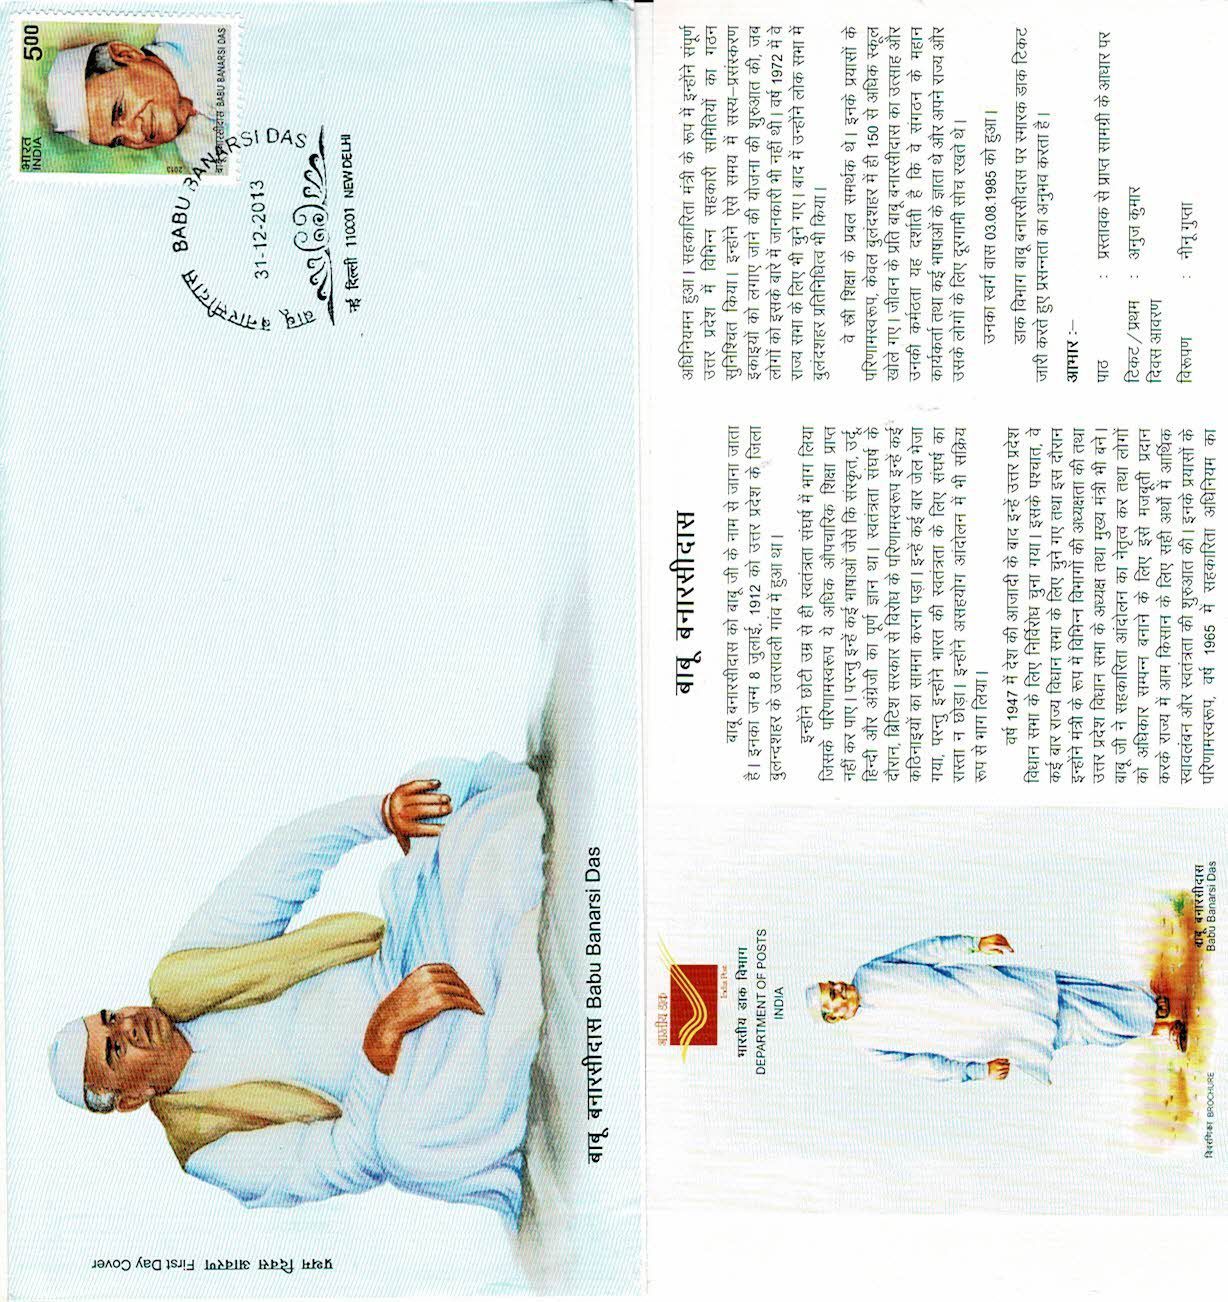 प्रथम दिवस आवरण First Day Cover
भारत
INDIA
500
2013
बाबू बनारसीदास BABU BANARSI DAS
बाबू बनारसीदास BABU BANARSI DAS
31-12-2013
नई दिल्ली 110001 NEW DELHI
बाबू बनारसीदास Babu Banarsi Das
भारतीय डाक
India Post
भारतीय डाक विभाग
DEPARTMENT OF POSTS
INDIA
बाबू बनारसीदास
विवरणिका BROCHURE
Babu Banarsi Das
बाबू बनारसीदास
बाबू बनारसीदास को बाबू जी के नाम से जाना जाता
है। इनका जन्म 8 जुलाई, 1912 को उत्तर प्रदेश के जिला
बुलन्दशहर के उतरावली गांव में हुआ था।
इन्होंने छोटी उम्र से ही स्वतंत्रता संघर्ष में भाग लिया
जिसके परिणामस्वरूप ये अधिक औपचारिक शिक्षा प्राप्त
नहीं कर पाए। परन्तु इन्हें कई भाषाओं जैसे कि संस्कृत, उर्दू,
हिन्दी और अंग्रेजी का पूर्ण ज्ञान था। स्वतंत्रता संघर्ष के
दौरान, ब्रिटिश सरकार से विरोध के परिणामस्वरूप इन्हें कई
कठिनाइयों का सामना करना पड़ा। इन्हें कई बार जेल भेजा
गया, परन्तु इन्होंने भारत की स्वतंत्रता के लिए संघर्ष का
रास्ता न छोड़ा। इन्होंने असहयोग आंदोलन में भी सक्रिय
रूप से भाग लिया।
वर्ष 1947 में देश की आजादी के बाद इन्हें उत्तर प्रदेश
विधान सभा के लिए निर्विरोध चुना गया। इसके पश्चात, वे
कई बार राज्य विधान सभा के लिए चुने गए तथा इस दौरान
इन्होंने मंत्री के रूप में विभिन्न विभागों की अध्यक्षता की तथा
उत्तर प्रदेश विधान सभा के अध्यक्ष तथा मुख्य मंत्री भी बने।
बाबू जी ने सहकारिता आंदोलन का नेतृत्व कर तथा लोगों
को अधिकार सम्पन्न बनाने के लिए इसे मजबूती प्रदान
करके राज्य में आम किसान के लिए सही अर्थों में आर्थिक
स्वावलंबन और स्वतंत्रता की शुरुआत की। इनके प्रयासों के
परिणामस्वरूप, वर्ष 1965 में सहकारिता अधिनियम का
अधिनियमन हुआ। सहकारिता मंत्री के रूप में इन्होंने संपूर्ण
उत्तर प्रदेश में विभिन्न सहकारी समितियों का गठन
सुनिश्चित किया। इन्होंने ऐसे समय में सस्य–प्रसंस्करण
इकाइयों को लगाए जाने की योजना की शुरुआत की, जब
लोगों को इसके बारे में जानकारी भी नहीं थी। वर्ष 1972 में वे
राज्य सभा के लिए भी चुने गए। बाद में उन्होंने लोक सभा में
बुलंदशहर प्रतिनिधित्व भी किया।
वे स्त्री शिक्षा के प्रबल समर्थक थे। इनके प्रयासों के
परिणामस्वरूप, केवल बुलंदशहर में ही 150 से अधिक स्कूल
खोले गए। जीवन के प्रति बाबू बनारसीदास का उत्साह और
उनकी कर्मठता यह दर्शाती है कि वे संगठन के महान
कार्यकर्ता तथा कई भाषाओं के ज्ञाता थे और अपने राज्य और
उसके लोगों के लिए दूरगामी सोच रखते थे।
उनका स्वर्ग वास 03.08.1985 को हुआ।
डाक विभाग बाबू बनारसीदास पर स्मारक डाक टिकट
जारी करते हुए प्रसन्नता का अनुभव करता है।
आभार :–
पाठ : प्रस्तावक से प्राप्त सामग्री के आधार पर
टिकट/प्रथम : अनुज कुमार
दिवस आवरण
विरूपण : नीनू गुप्ता